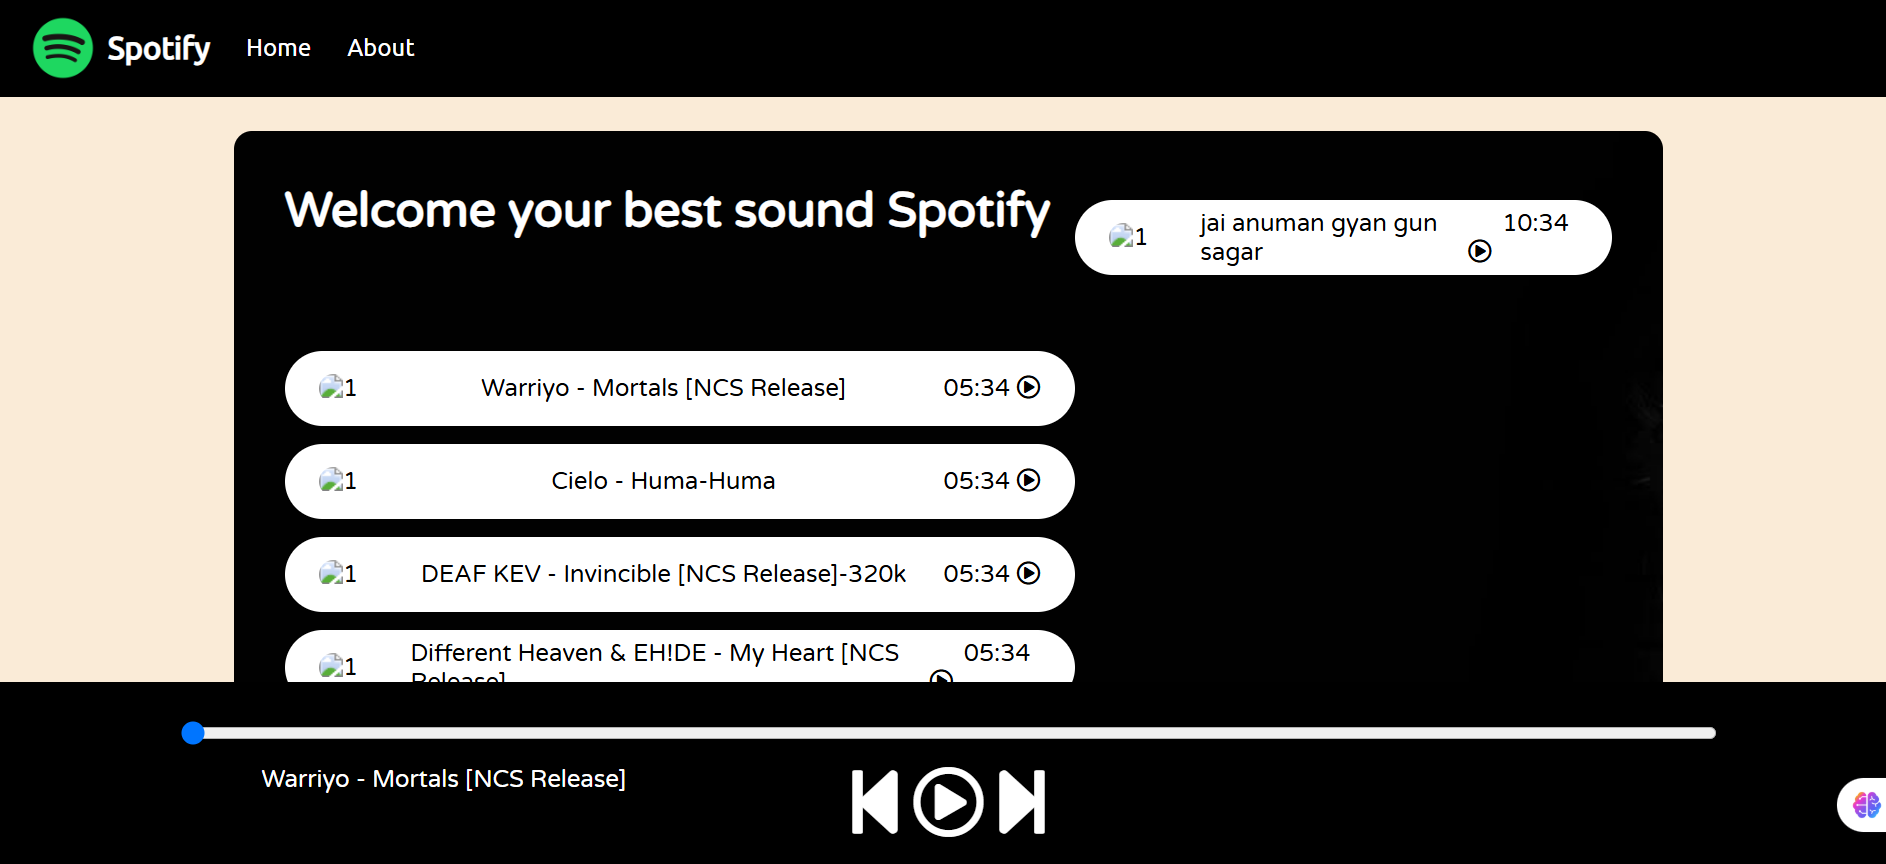 Spotify Home About
Welcome your best sound Spotify
1 jai anuman gyan gun 10:34
sagar
1 Warriyo - Mortals [NCS Release] 05:34
1 Cielo - Huma-Huma 05:34
1 DEAF KEV - Invincible [NCS Release]-320k 05:34
1 Different Heaven & EH!DE - My Heart [NCS 05:34
Release]
Warriyo - Mortals [NCS Release]